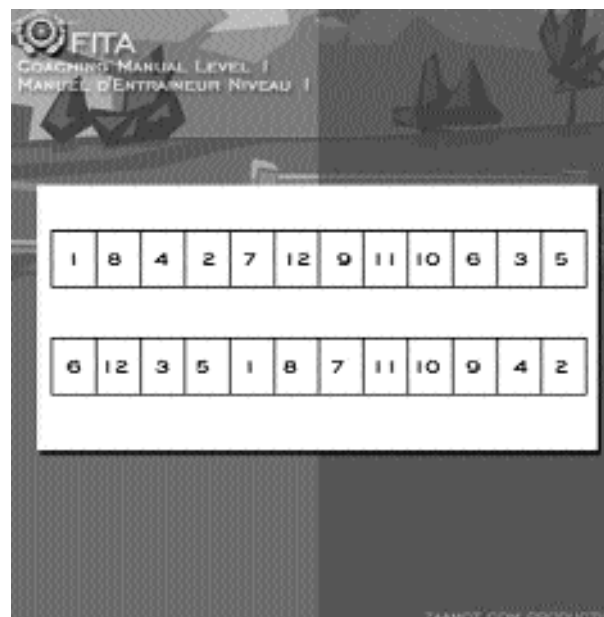 FITA
COACHING MANUAL LEVEL 1
MANUEL D'ENTRAINEUR NIVEAU 1
1 8 4 2 7 12 9 11 10 6 3 5
6 12 3 5 1 8 7 11 10 9 4 2